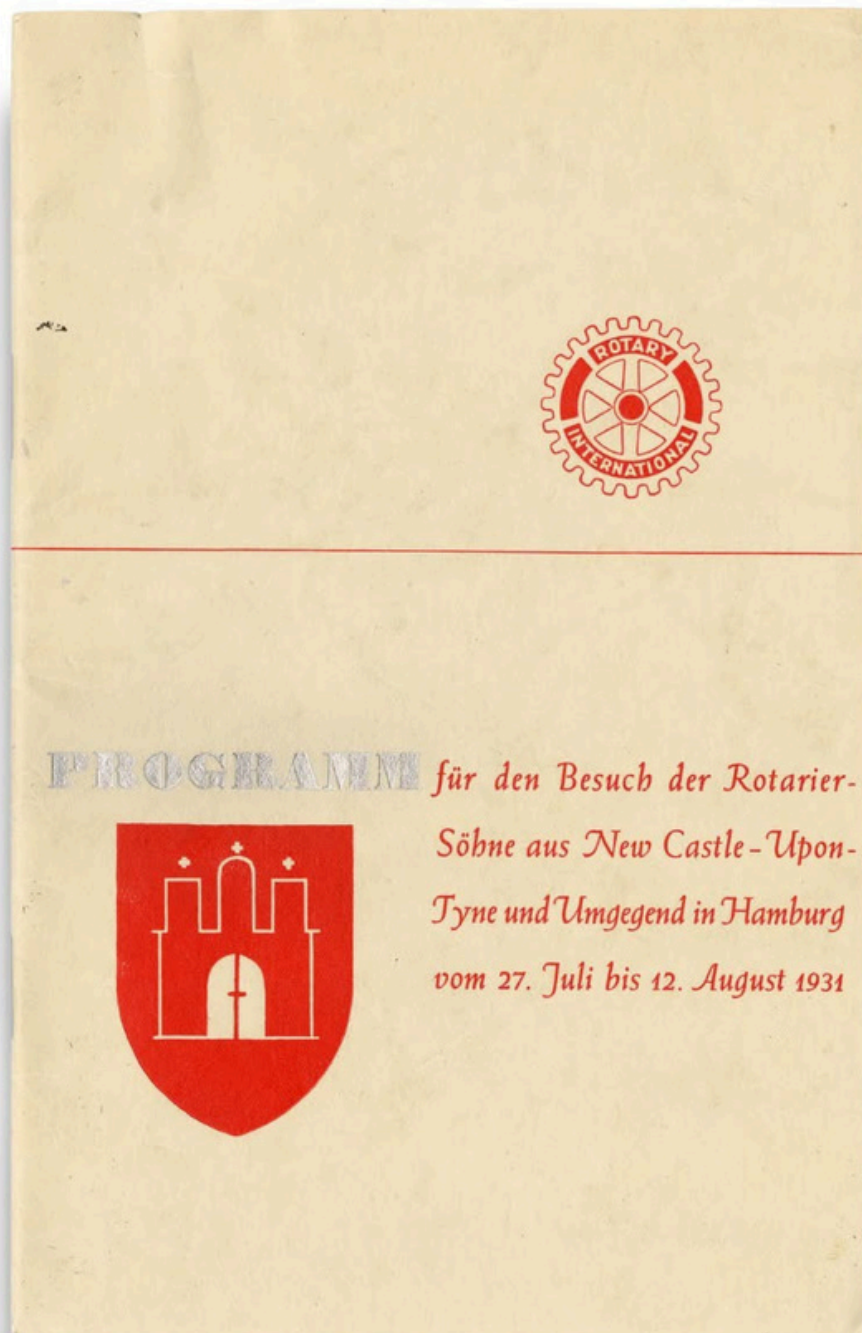 ROTARY
INTERNATIONAL
PROGRAMM für den Besuch der Rotarier-
Söhne aus New Castle-Upon-
Tyne und Umgegend in Hamburg
vom 27. Juli bis 12. August 1931